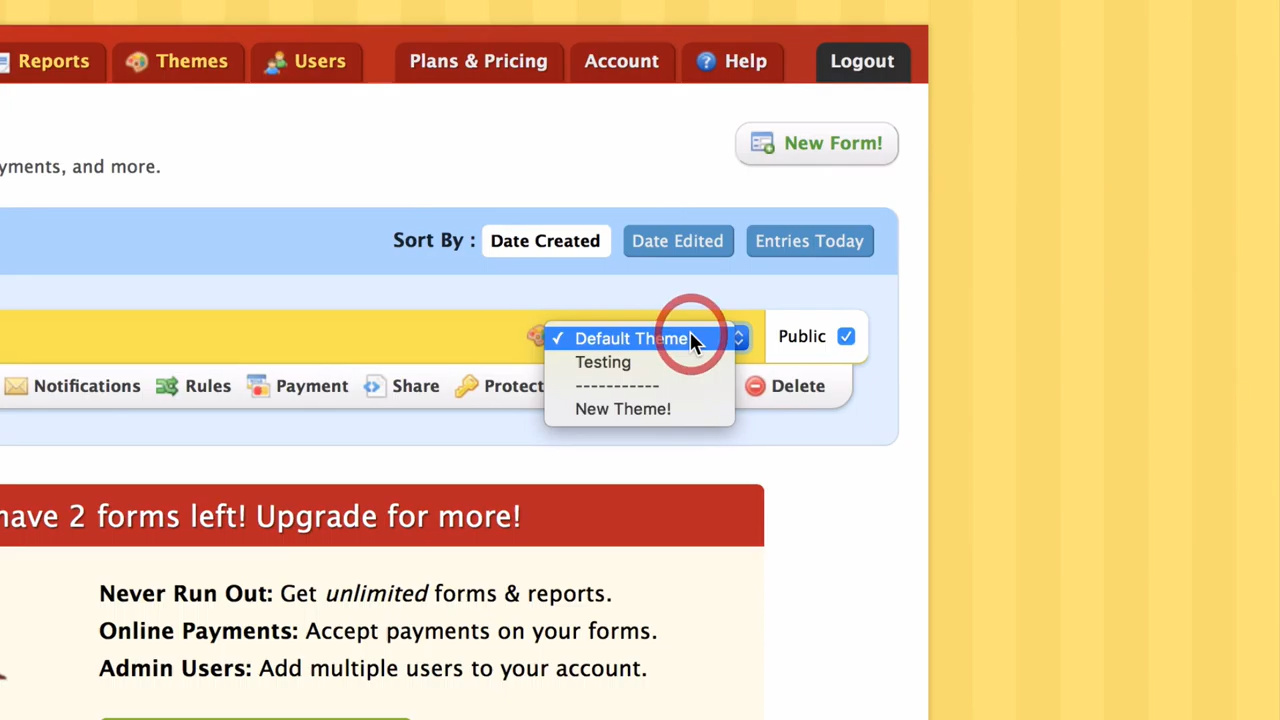 Reports Themes Users Plans & Pricing Account Help Logout
New Form!
yments, and more.
Sort By : Date Created Date Edited Entries Today
✓ Default Theme
Public
Testing
-----------
New Theme!
Notifications Rules Payment Share Protect Delete
have 2 forms left! Upgrade for more!
Never Run Out: Get unlimited forms & reports.
Online Payments: Accept payments on your forms.
Admin Users: Add multiple users to your account.